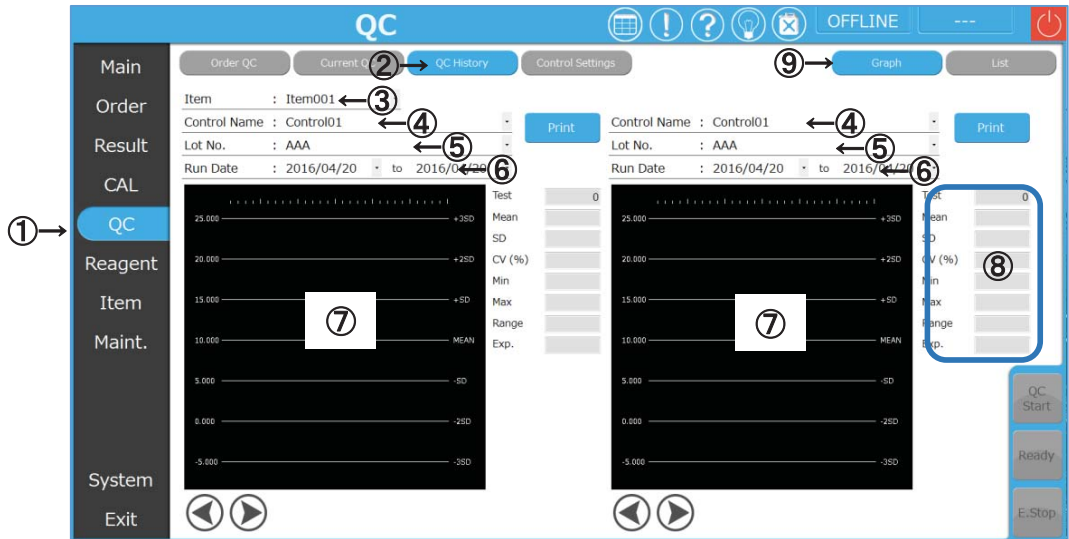 QC
OFFLINE
---
Main
Order
Result
CAL
① QC
Reagent
Item
Maint.
System
Exit
Order QC
Current QC
②
QC History
Control Settings
⑨
Graph
List
Item : Item001 ③
Control Name : Control01 ④
Print
Lot No. : AAA ⑤
Run Date : 2016/04/20 to 2016/04/20 ⑥
25.000 +3SD
20.000 +2SD
15.000 +SD
⑦
10.000 MEAN
5.000 -SD
0.000 -2SD
-5.000 -3SD
Test 0
Mean
SD
CV (%)
Min
Max
Range
Exp.
Control Name : Control01 ④
Print
Lot No. : AAA ⑤
Run Date : 2016/04/20 to 2016/04/20 ⑥
25.000 +3SD
20.000 +2SD
15.000 +SD
⑦
10.000 MEAN
5.000 -SD
0.000 -2SD
-5.000 -3SD
Test 0
Mean
SD
CV (%)
⑧
Min
Max
Range
Exp.
QC
Start
Ready
E.Stop